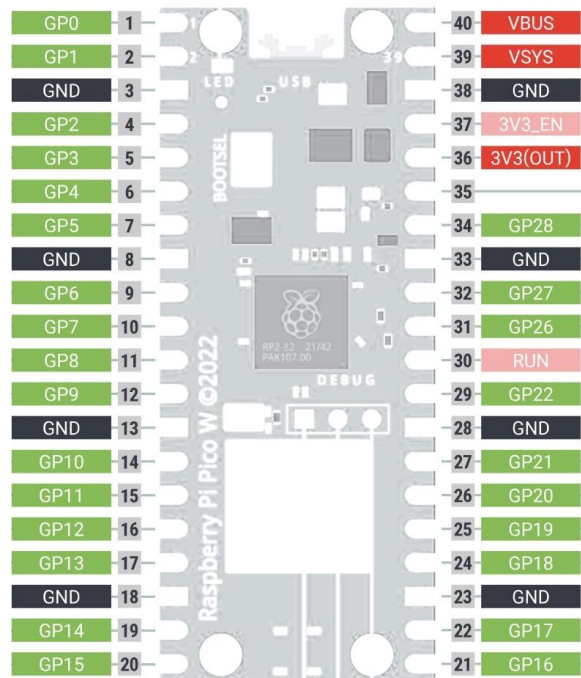 GP0 1 40 VBUS
GP1 2 39 VSYS
GND 3 38 GND
GP2 4 37 3V3_EN
GP3 5 36 3V3(OUT)
GP4 6 35
GP5 7 34 GP28
GND 8 33 GND
GP6 9 32 GP27
GP7 10 31 GP26
GP8 11 30 RUN
GP9 12 29 GP22
GND 13 28 GND
GP10 14 27 GP21
GP11 15 26 GP20
GP12 16 25 GP19
GP13 17 24 GP18
GND 18 23 GND
GP14 19 22 GP17
GP15 20 21 GP16
1
2 39
LED USB
BOOTSEL
RP2-B2 21/42
PAK107.00
DEBUG
Raspberry Pi Pico W ©2022